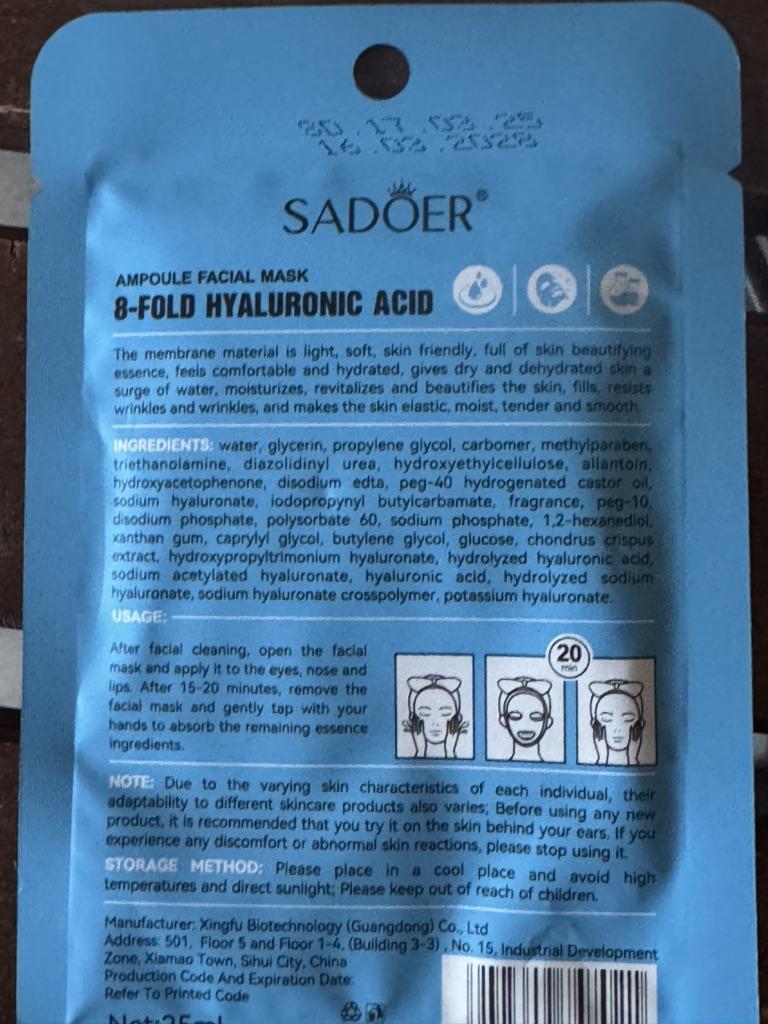 16.03.2028
SADOER®
AMPOULE FACIAL MASK
8-FOLD HYALURONIC ACID
The membrane material is light, soft, skin friendly, full of skin beautifying
essence, feels comfortable and hydrated, gives dry and dehydrated skin a
surge of water, moisturizes, revitalizes and beautifies the skin, fills, resists
wrinkles and wrinkles, and makes the skin elastic, moist, tender and smooth.
INGREDIENTS: water, glycerin, propylene glycol, carbomer, methylparaben,
triethanolamine, diazolidinyl urea, hydroxyethylcellulose, allantoin,
hydroxyacetophenone, disodium edta, peg-40 hydrogenated castor oil,
sodium hyaluronate, iodopropynyl butylcarbamate, fragrance, peg-10,
disodium phosphate, polysorbate 60, sodium phosphate, 1,2-hexanediol,
xanthan gum, caprylyl glycol, butylene glycol, glucose, chondrus crispus
extract, hydroxypropyltrimonium hyaluronate, hydrolyzed hyaluronic acid,
sodium acetylated hyaluronate, hyaluronic acid, hydrolyzed sodium
hyaluronate, sodium hyaluronate crosspolymer, potassium hyaluronate.
USAGE:
After facial cleaning, open the facial
mask and apply it to the eyes, nose and
lips. After 15-20 minutes, remove the
facial mask and gently tap with your
hands to absorb the remaining essence
ingredients.
20
min
NOTE: Due to the varying skin characteristics of each individual, their
adaptability to different skincare products also varies; Before using any new
product, it is recommended that you try it on the skin behind your ears. If you
experience any discomfort or abnormal skin reactions, please stop using it.
STORAGE METHOD: Please place in a cool place and avoid high
temperatures and direct sunlight; Please keep out of reach of children.
Manufacturer: Xingfu Biotechnology (Guangdong) Co., Ltd
Address: 501, Floor 5 and Floor 1-4, (Building 3-3) , No. 15, Industrial Development
Zone, Xiamao Town, Sihui City, China
Production Code And Expiration Date:
Refer To Printed Code
Net:25ml